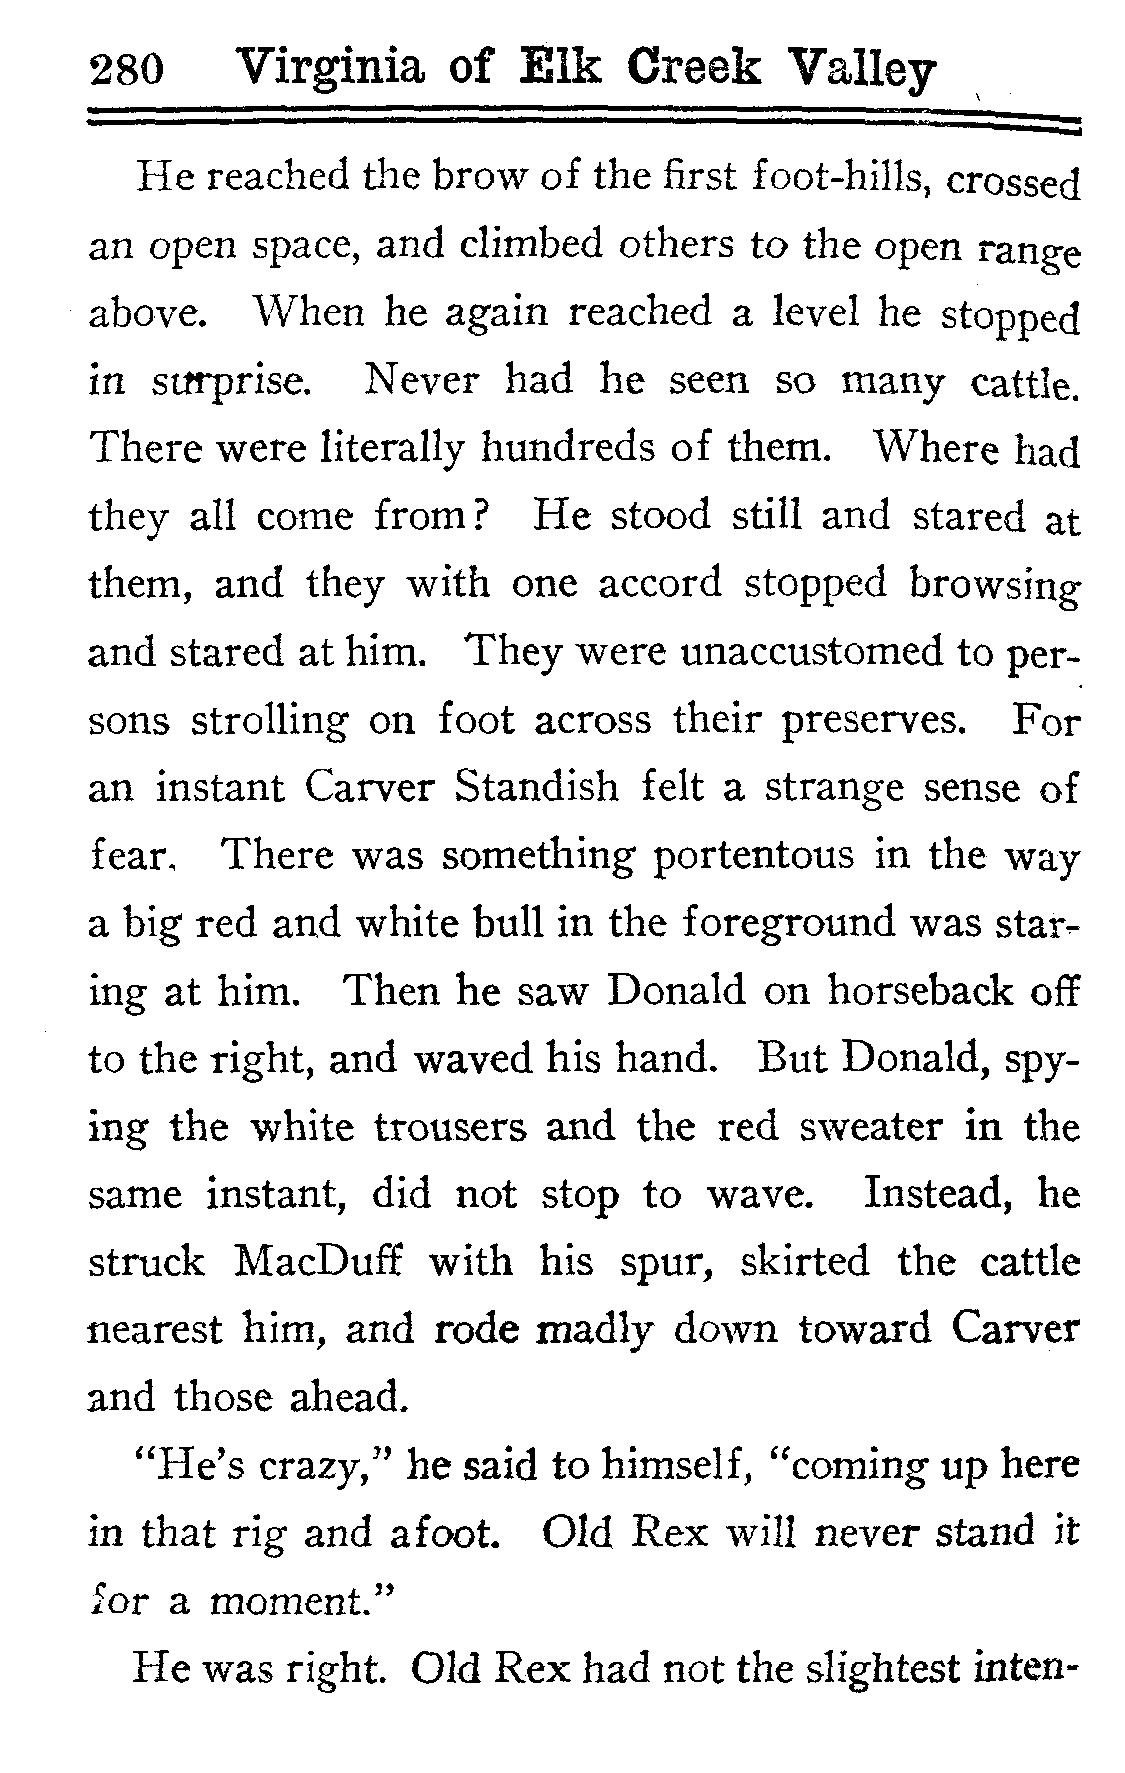 280 Virginia of Elk Creek Valley
He reached the brow of the first foot-hills, crossed
an open space, and climbed others to the open range
above. When he again reached a level he stopped
in surprise. Never had he seen so many cattle.
There were literally hundreds of them. Where had
they all come from? He stood still and stared at
them, and they with one accord stopped browsing
and stared at him. They were unaccustomed to per-
sons strolling on foot across their preserves. For
an instant Carver Standish felt a strange sense of
fear. There was something portentous in the way
a big red and white bull in the foreground was star-
ing at him. Then he saw Donald on horseback off
to the right, and waved his hand. But Donald, spy-
ing the white trousers and the red sweater in the
same instant, did not stop to wave. Instead, he
struck MacDuff with his spur, skirted the cattle
nearest him, and rode madly down toward Carver
and those ahead.
"He's crazy," he said to himself, "coming up here
in that rig and afoot. Old Rex will never stand it
for a moment."
He was right. Old Rex had not the slightest inten-